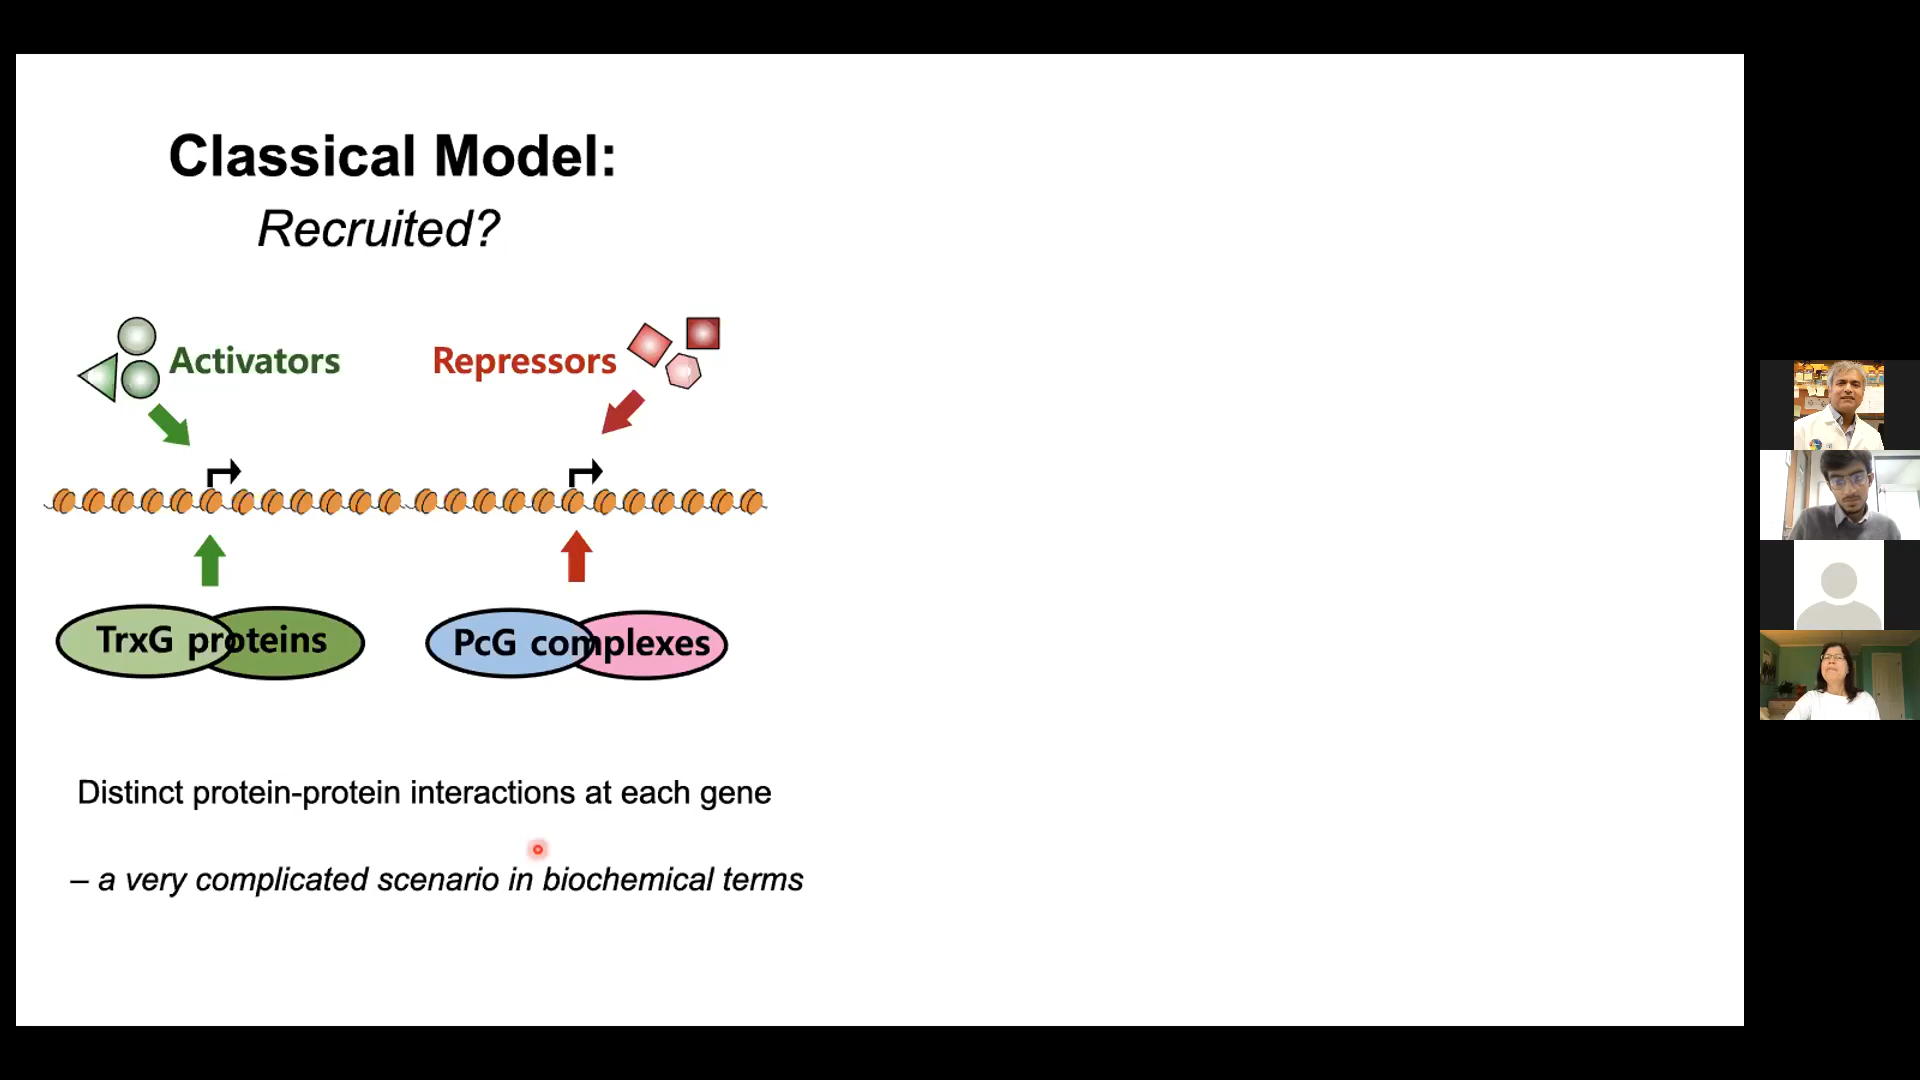 Classical Model:
Recruited?
Activators
Repressors
TrxG proteins
PcG complexes
Distinct protein-protein interactions at each gene
– a very complicated scenario in biochemical terms